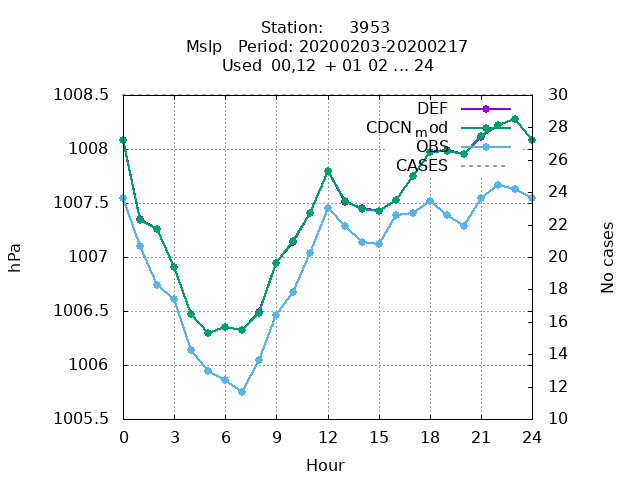 Station: 3953
Mslp Period: 20200203-20200217
Used 00,12 + 01 02 ... 24
1008.5
1008
1007.5
1007
1006.5
1006
1005.5
hPa
DEF
CDCN_mod
OBS
CASES
30
28
26
24
22
20
18
16
14
12
10
No cases
0 3 6 9 12 15 18 21 24
Hour